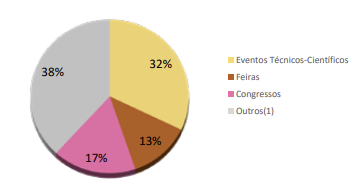 38%
32%
13%
17%
Eventos Técnicos-Científicos
Feiras
Congressos
Outros(1)